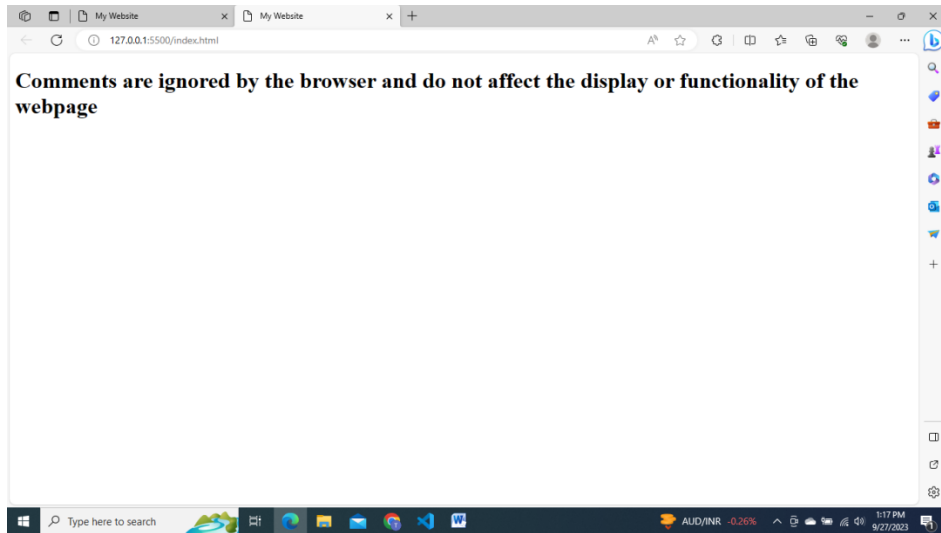 My Website
My Website
127.0.0.1:5500/index.html
Comments are ignored by the browser and do not affect the display or functionality of the
webpage
Type here to search
AUD/INR -0.26%
1:17 PM
9/27/2023